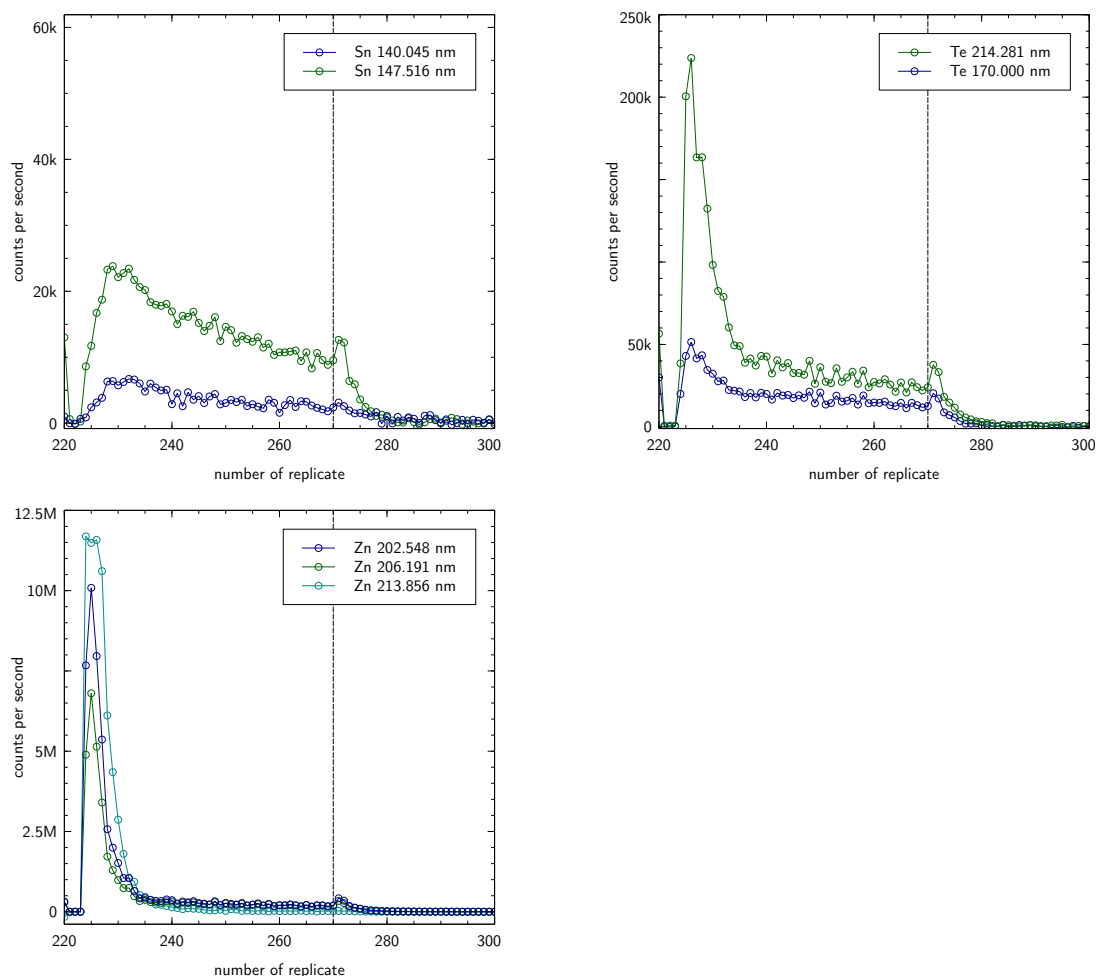 60k
40k
20k
0
counts per second
Sn 140.045 nm
Sn 147.516 nm
220 240 260 280 300
number of replicate
250k
200k
50k
0
counts per second
Te 214.281 nm
Te 170.000 nm
220 240 260 280 300
number of replicate
12.5M
10M
5M
2.5M
0
counts per second
Zn 202.548 nm
Zn 206.191 nm
Zn 213.856 nm
220 240 260 280 300
number of replicate